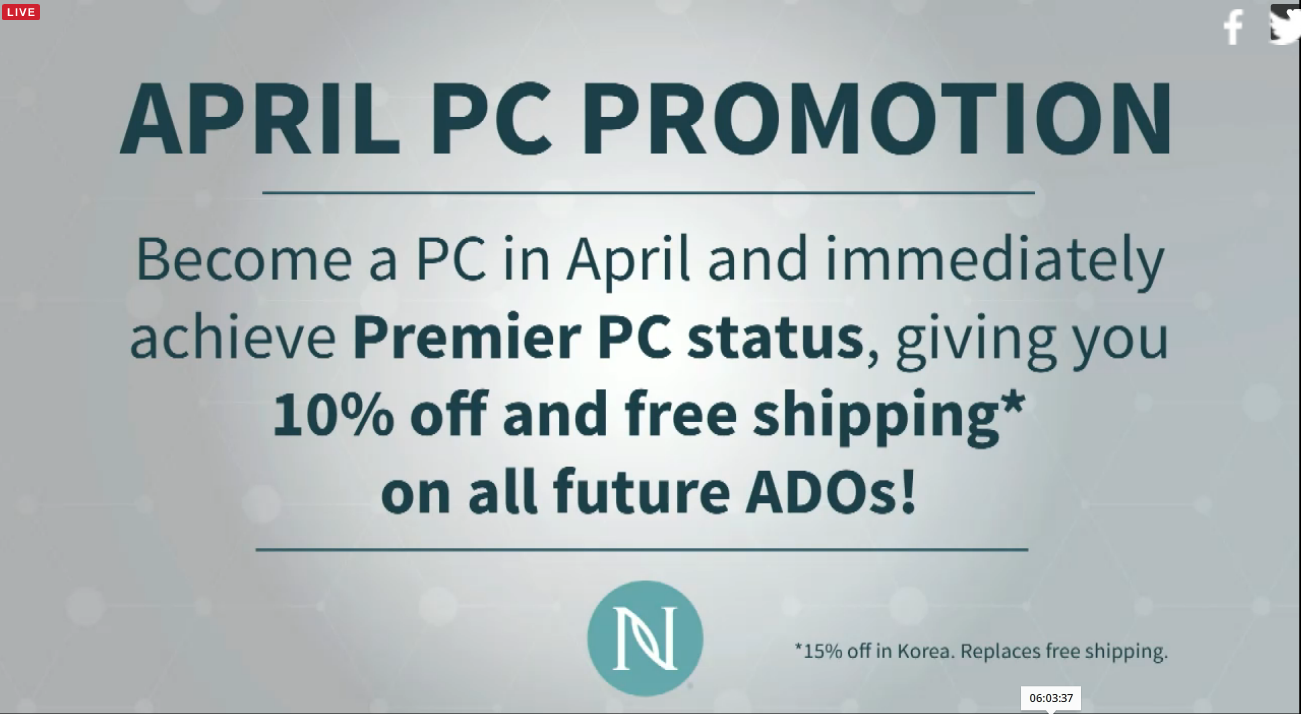 LIVE
APRIL PC PROMOTION
Become a PC in April and immediately
achieve Premier PC status, giving you
10% off and free shipping*
on all future ADOs!
N
*15% off in Korea. Replaces free shipping.
06:03:37